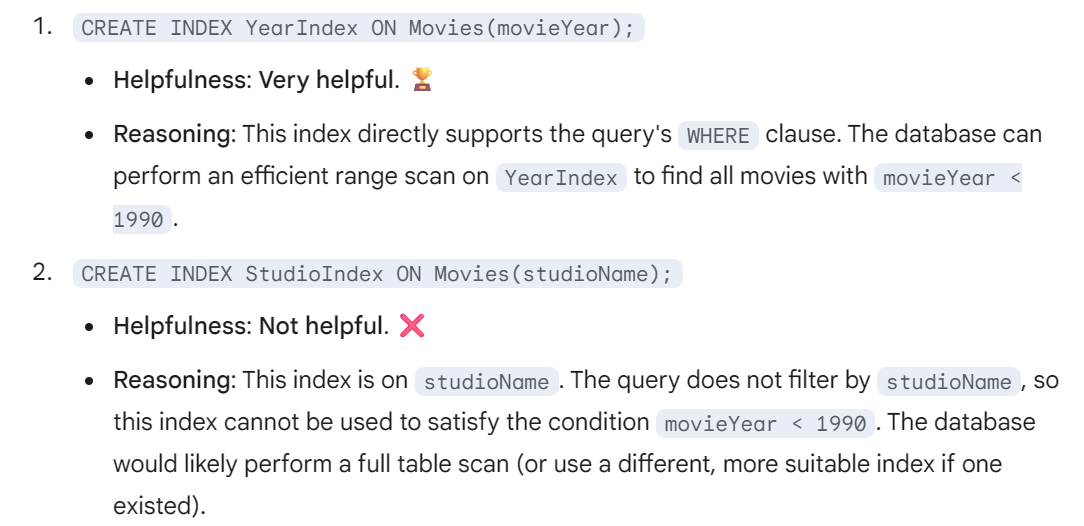 1. CREATE INDEX YearIndex ON Movies(movieYear);
• Helpfulness: Very helpful. 🏆
• Reasoning: This index directly supports the query's WHERE clause. The database can
perform an efficient range scan on YearIndex to find all movies with movieYear <
1990 .
2. CREATE INDEX StudioIndex ON Movies(studioName);
• Helpfulness: Not helpful. ❌
• Reasoning: This index is on studioName . The query does not filter by studioName , so
this index cannot be used to satisfy the condition movieYear < 1990 . The database
would likely perform a full table scan (or use a different, more suitable index if one
existed).